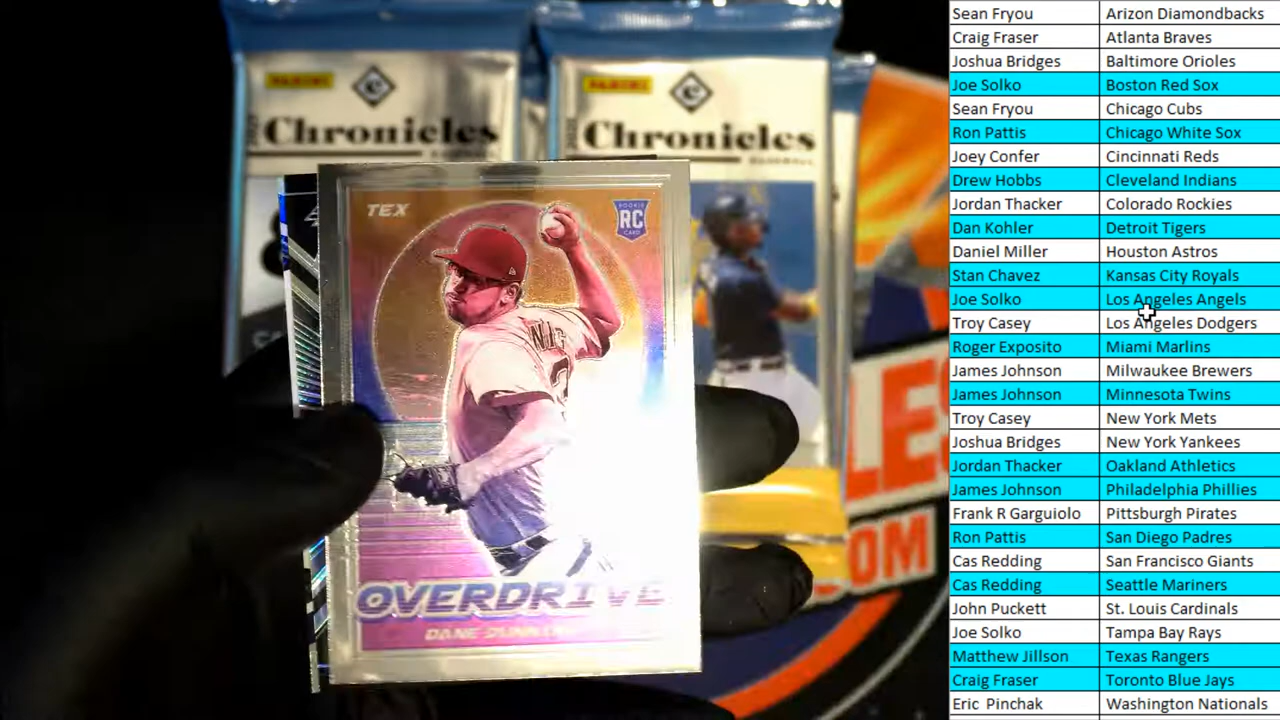 PANINI
Chronicles
PANINI
Chronicles
BASEBALL
TEX
ROOKIE
RC
CARD
OVERDRIVE
DANE
LES
OM
Sean Fryou Arizon Diamondbacks
Craig Fraser Atlanta Braves
Joshua Bridges Baltimore Orioles
Joe Solko Boston Red Sox
Sean Fryou Chicago Cubs
Ron Pattis Chicago White Sox
Joey Confer Cincinnati Reds
Drew Hobbs Cleveland Indians
Jordan Thacker Colorado Rockies
Dan Kohler Detroit Tigers
Daniel Miller Houston Astros
Stan Chavez Kansas City Royals
Joe Solko Los Angeles Angels
Troy Casey Los Angeles Dodgers
Roger Exposito Miami Marlins
James Johnson Milwaukee Brewers
James Johnson Minnesota Twins
Troy Casey New York Mets
Joshua Bridges New York Yankees
Jordan Thacker Oakland Athletics
James Johnson Philadelphia Phillies
Frank R Garguiolo Pittsburgh Pirates
Ron Pattis San Diego Padres
Cas Redding San Francisco Giants
Cas Redding Seattle Mariners
John Puckett St. Louis Cardinals
Joe Solko Tampa Bay Rays
Matthew Jillson Texas Rangers
Craig Fraser Toronto Blue Jays
Eric Pinchak Washington Nationals